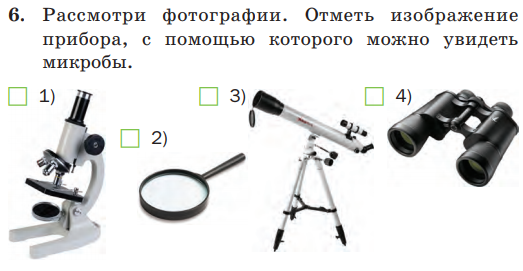 6. Рассмотри фотографии. Отметь изображение
прибора, с помощью которого можно увидеть
микробы.
1)
2)
3)
4)